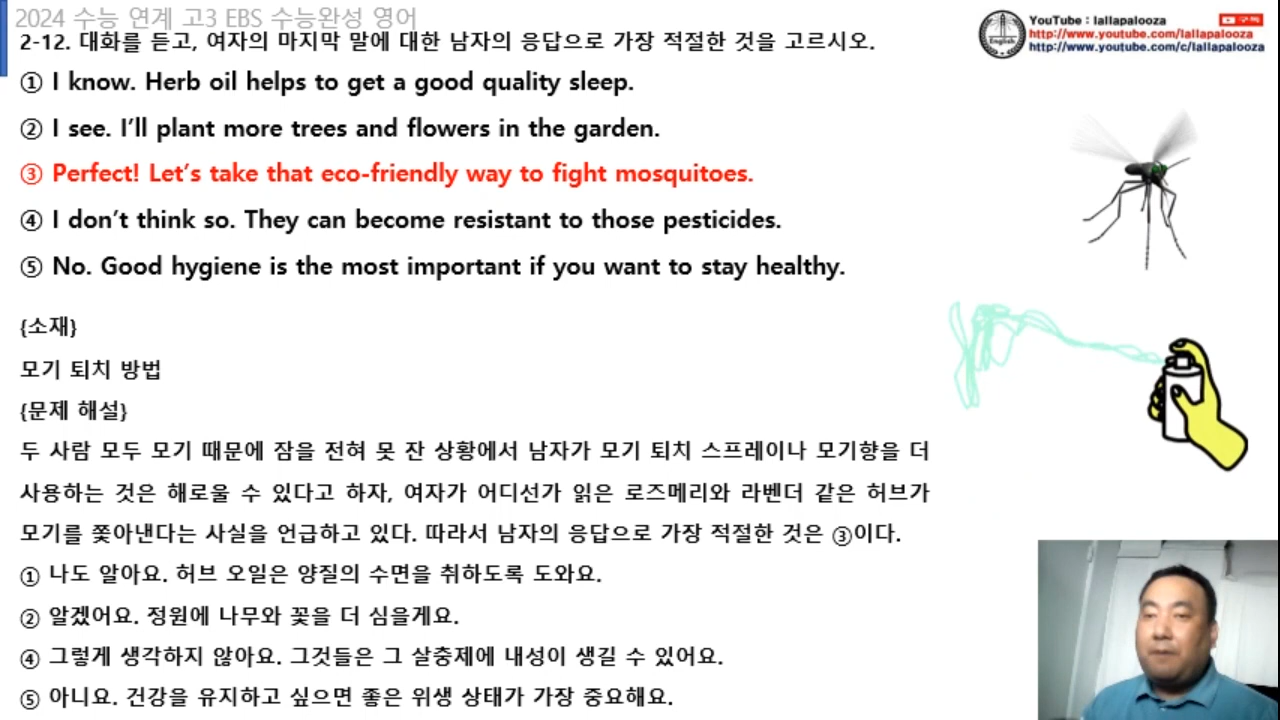 2024 수능 연계 고3 EBS 수능완성 영어
2-12. 대화를 듣고, 여자의 마지막 말에 대한 남자의 응답으로 가장 적절한 것을 고르시오.
YouTube : lallapalooza
구독
http://www.youtube.com/lallapalooza
http://www.youtube.com/c/lallapalooza
English
① I know. Herb oil helps to get a good quality sleep.
② I see. I’ll plant more trees and flowers in the garden.
③ Perfect! Let’s take that eco-friendly way to fight mosquitoes.
④ I don’t think so. They can become resistant to those pesticides.
⑤ No. Good hygiene is the most important if you want to stay healthy.
{소재}
모기 퇴치 방법
{문제 해설}
두 사람 모두 모기 때문에 잠을 전혀 못 잔 상황에서 남자가 모기 퇴치 스프레이나 모기향을 더
사용하는 것은 해로울 수 있다고 하자, 여자가 어디선가 읽은 로즈메리와 라벤더 같은 허브가
모기를 쫓아낸다는 사실을 언급하고 있다. 따라서 남자의 응답으로 가장 적절한 것은 ③이다.
① 나도 알아요. 허브 오일은 양질의 수면을 취하도록 도와요.
② 알겠어요. 정원에 나무와 꽃을 더 심을게요.
④ 그렇게 생각하지 않아요. 그것들은 그 살충제에 내성이 생길 수 있어요.
⑤ 아니요. 건강을 유지하고 싶으면 좋은 위생 상태가 가장 중요해요.